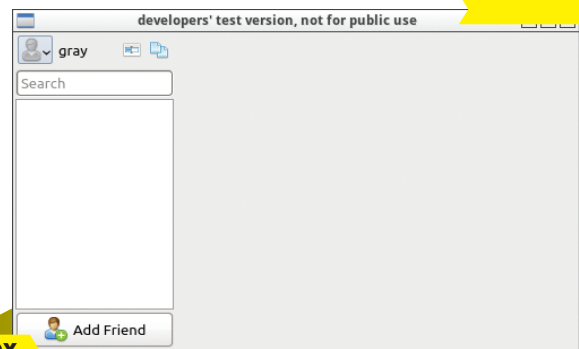 developers' test version, not for public use
gray
Search
Add Friend